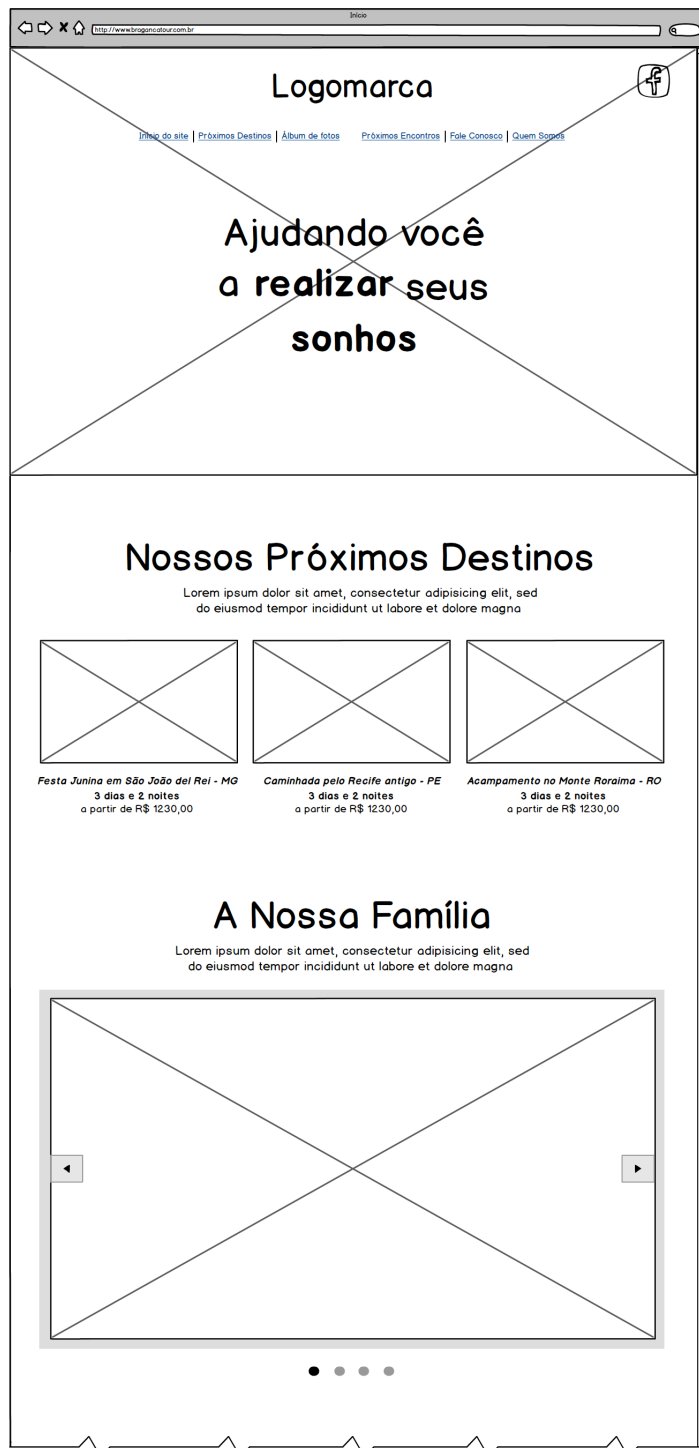 Início
http://www.bragancatour.com.br
Logomarca
Início do site | Próximos Destinos | Álbum de fotos Próximos Encontros | Fale Conosco | Quem Somos
Ajudando você
a realizar seus
sonhos
Nossos Próximos Destinos
Lorem ipsum dolor sit amet, consectetur adipisicing elit, sed
do eiusmod tempor incididunt ut labore et dolore magna
Festa Junina em São João del Rei - MG
3 dias e 2 noites
a partir de R$ 1230,00
Caminhada pelo Recife antigo - PE
3 dias e 2 noites
a partir de R$ 1230,00
Acampamento no Monte Roraima - RO
3 dias e 2 noites
a partir de R$ 1230,00
A Nossa Família
Lorem ipsum dolor sit amet, consectetur adipisicing elit, sed
do eiusmod tempor incididunt ut labore et dolore magna